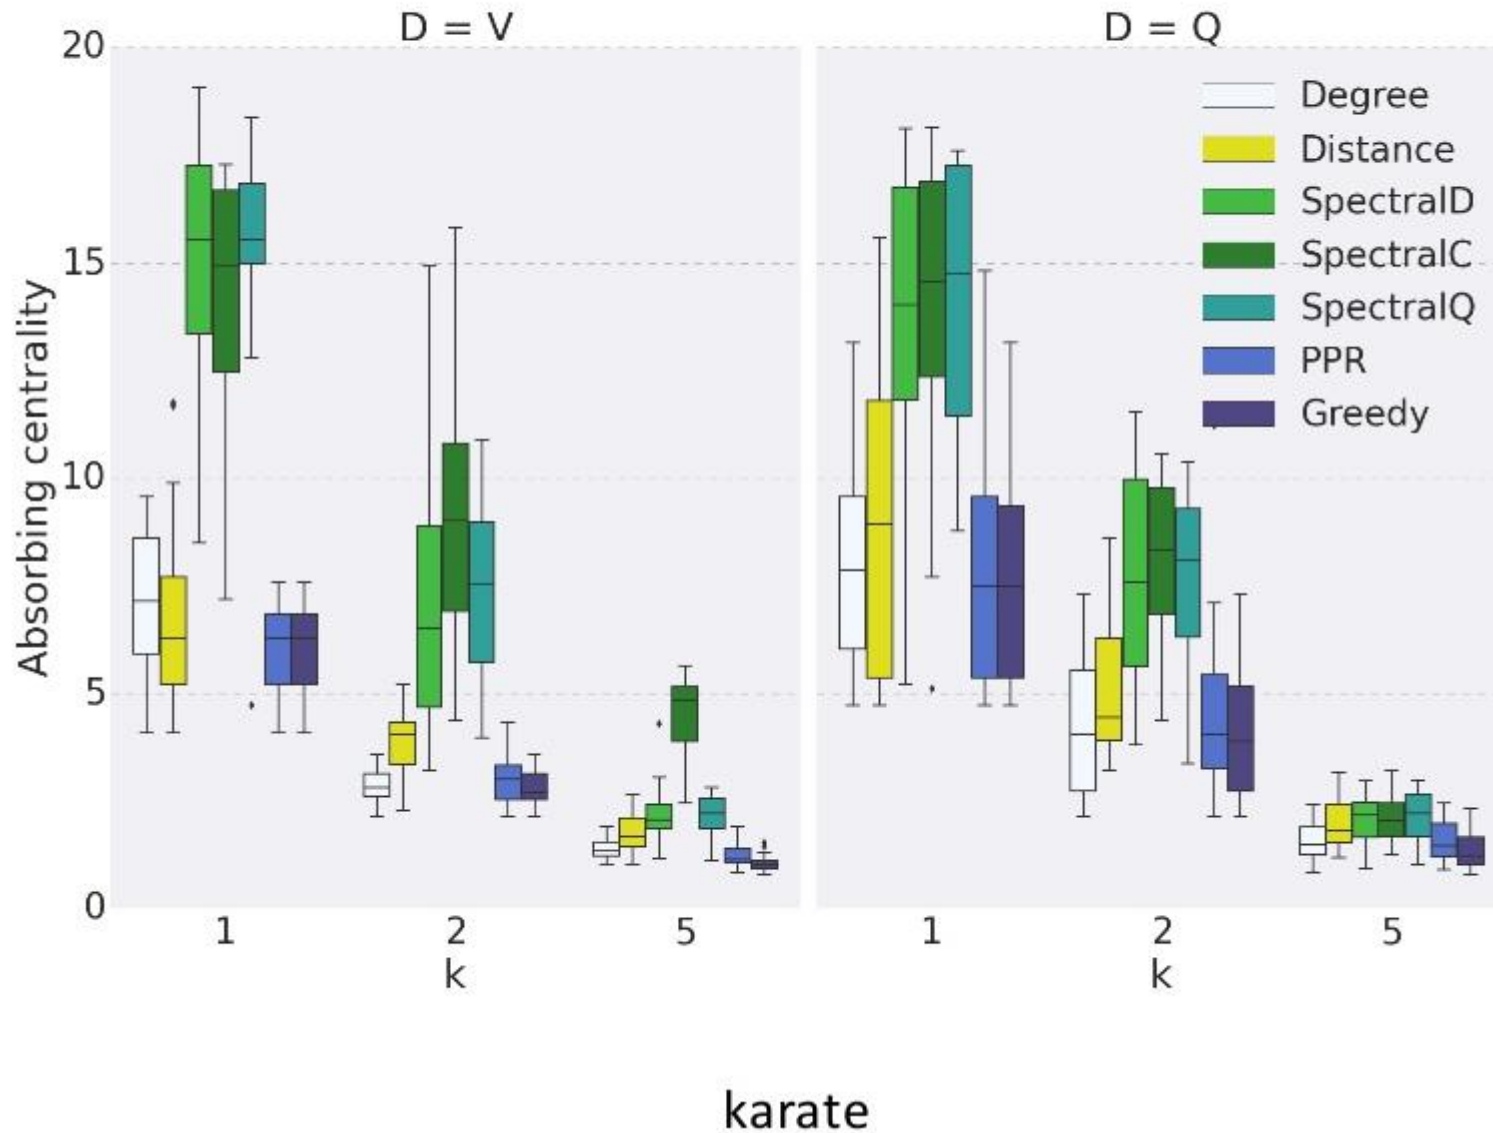 D = V
D = Q
20
15
10
5
0
Absorbing centrality
Degree
Distance
SpectralD
SpectralC
SpectralQ
PPR
Greedy
1 2 5
k
1 2 5
k
karate